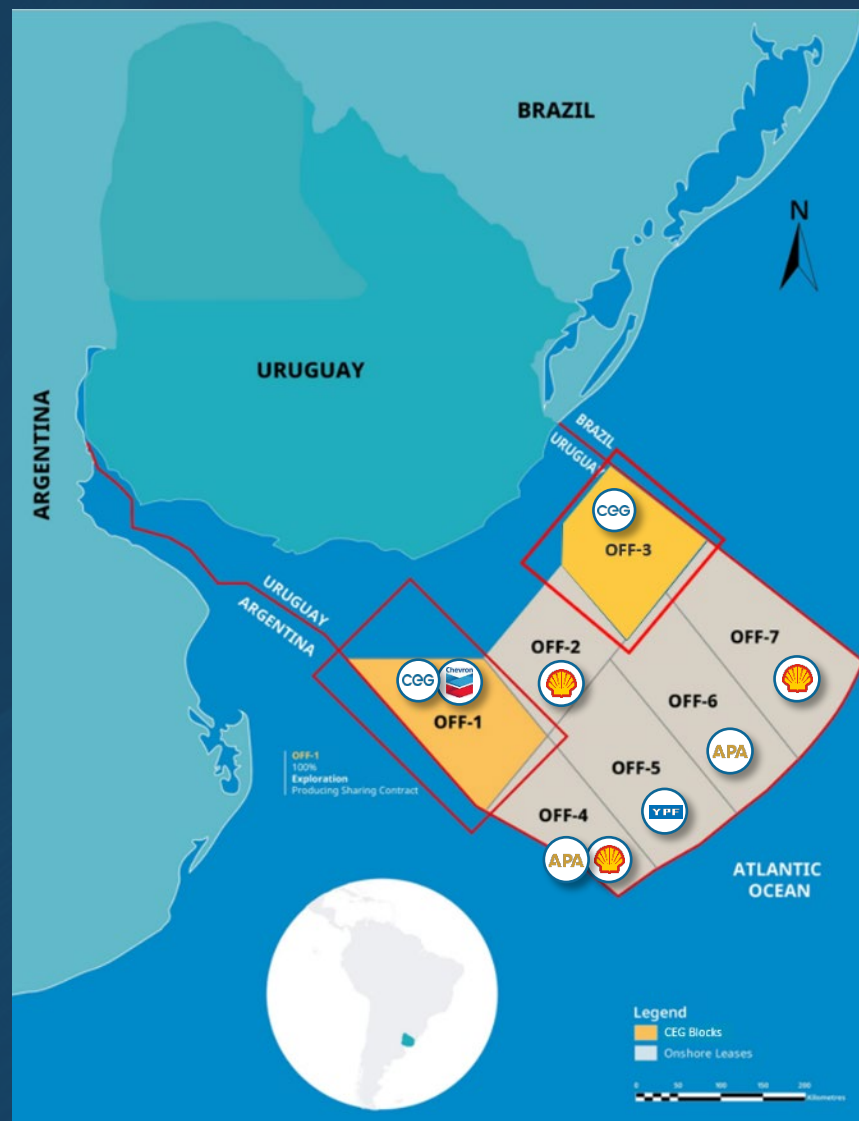 BRAZIL
N
URUGUAY
ARGENTINA
BRAZIL
URUGUAY
CEG
OFF-3
URUGUAY
ARGENTINA
OFF-2
OFF-7
CEG
Chevron
OFF-1
OFF-6
APA
OFF-1
100%
Exploration
Producing Sharing Contract
OFF-5
YPF
OFF-4
APA
ATLANTIC
OCEAN
Legend
CEG Blocks
Onshore Leases
0 50 100 150 200
Kilometres